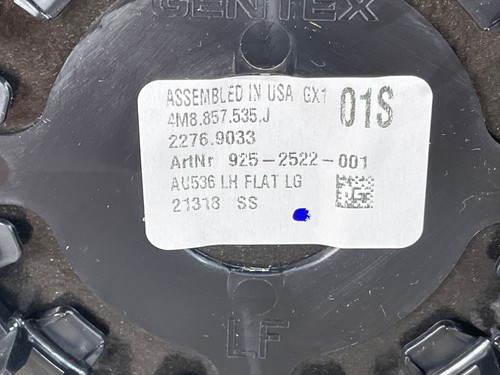 GENTEX
ASSEMBLED IN USA GX1
01S
4M8.857.535.J
2276.9033
ArtNr 925-2522-001
AU536 LH FLAT LG
21318 SS
LF